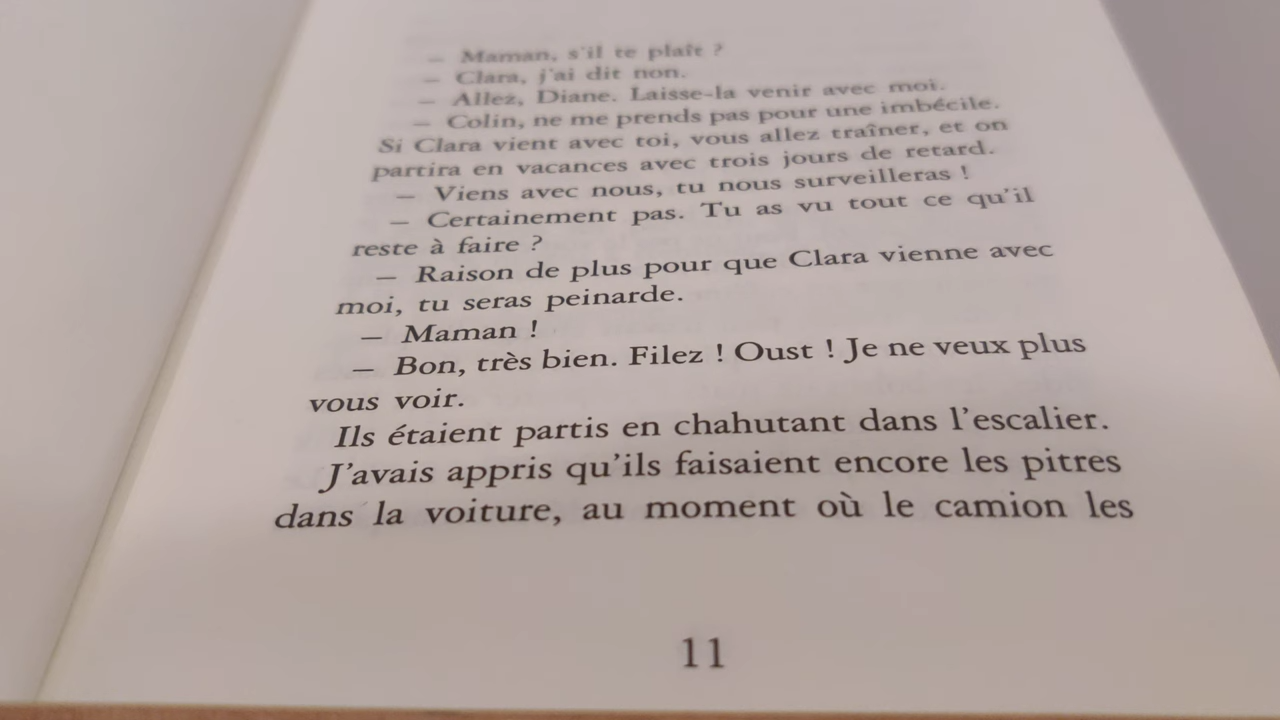 – Maman, s'il te plaît ?
– Clara, j'ai dit non.
– Allez, Diane. Laisse-la venir avec moi.
– Colin, ne me prends pas pour une imbécile.
Si Clara vient avec toi, vous allez traîner, et on
partira en vacances avec trois jours de retard.
– Viens avec nous, tu nous surveilleras !
– Certainement pas. Tu as vu tout ce qu'il
reste à faire ?
– Raison de plus pour que Clara vienne avec
moi, tu seras peinarde.
– Maman !
– Bon, très bien. Filez ! Oust ! Je ne veux plus
vous voir.
Ils étaient partis en chahutant dans l'escalier.
J'avais appris qu'ils faisaient encore les pitres
dans la voiture, au moment où le camion les
11